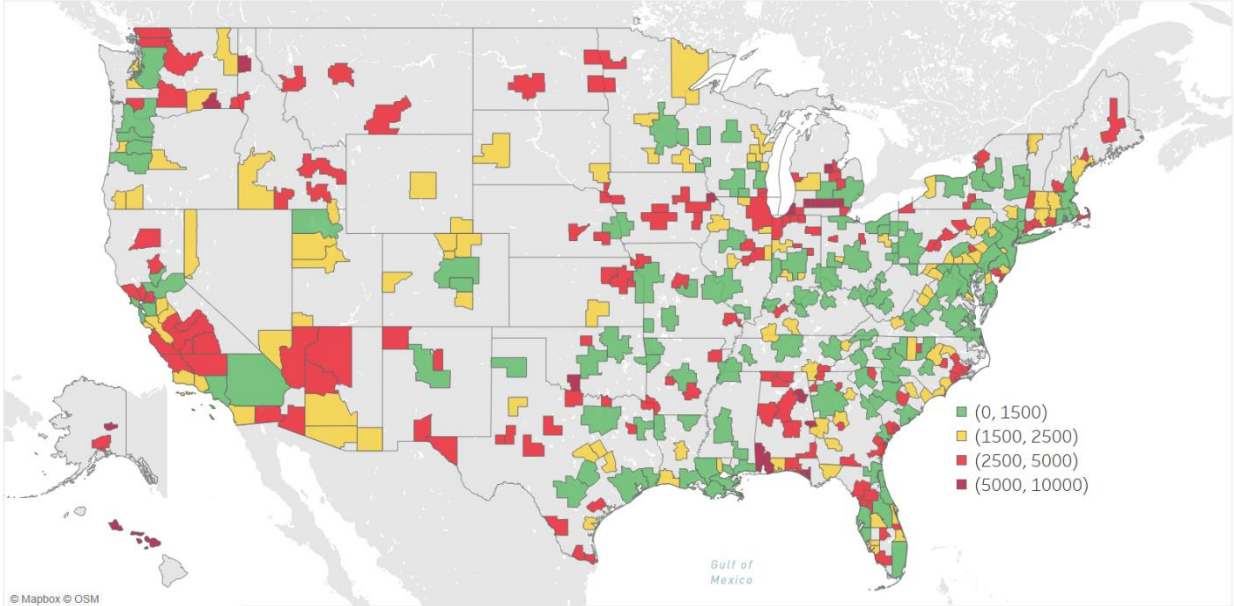 (0, 1500)
(1500, 2500)
(2500, 5000)
(5000, 10000)
Gulf of
Mexico
© Mapbox © OSM